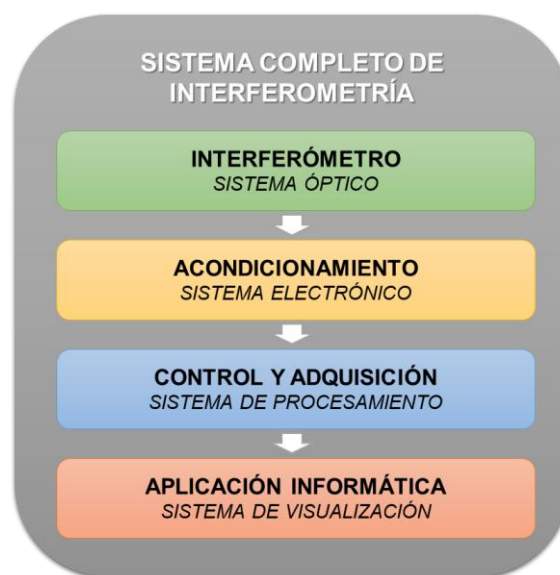 SISTEMA COMPLETO DE
INTERFEROMETRÍA
INTERFERÓMETRO
SISTEMA ÓPTICO
ACONDICIONAMIENTO
SISTEMA ELECTRÓNICO
CONTROL Y ADQUISICIÓN
SISTEMA DE PROCESAMIENTO
APLICACIÓN INFORMÁTICA
SISTEMA DE VISUALIZACIÓN